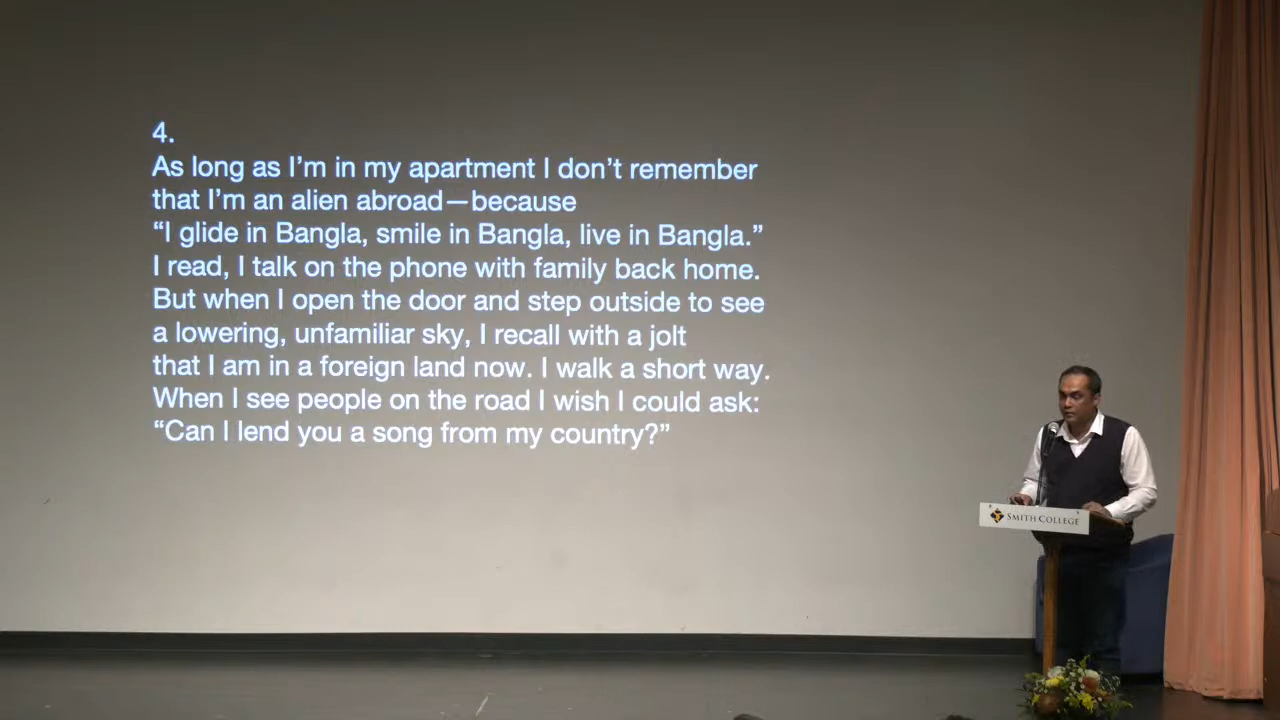 4.
As long as I’m in my apartment I don’t remember
that I’m an alien abroad—because
“I glide in Bangla, smile in Bangla, live in Bangla.”
I read, I talk on the phone with family back home.
But when I open the door and step outside to see
a lowering, unfamiliar sky, I recall with a jolt
that I am in a foreign land now. I walk a short way.
When I see people on the road I wish I could ask:
“Can I lend you a song from my country?”
SMITH COLLEGE